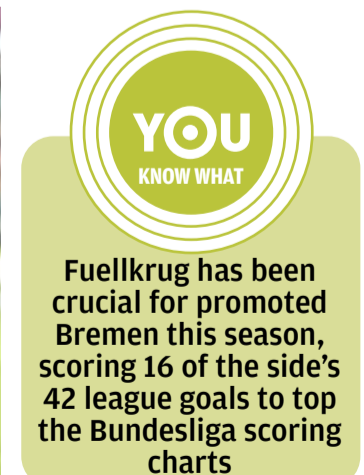 YOU
KNOW WHAT
Fuellkrug has been
crucial for promoted
Bremen this season,
scoring 16 of the side's
42 league goals to top
the Bundesliga scoring
charts